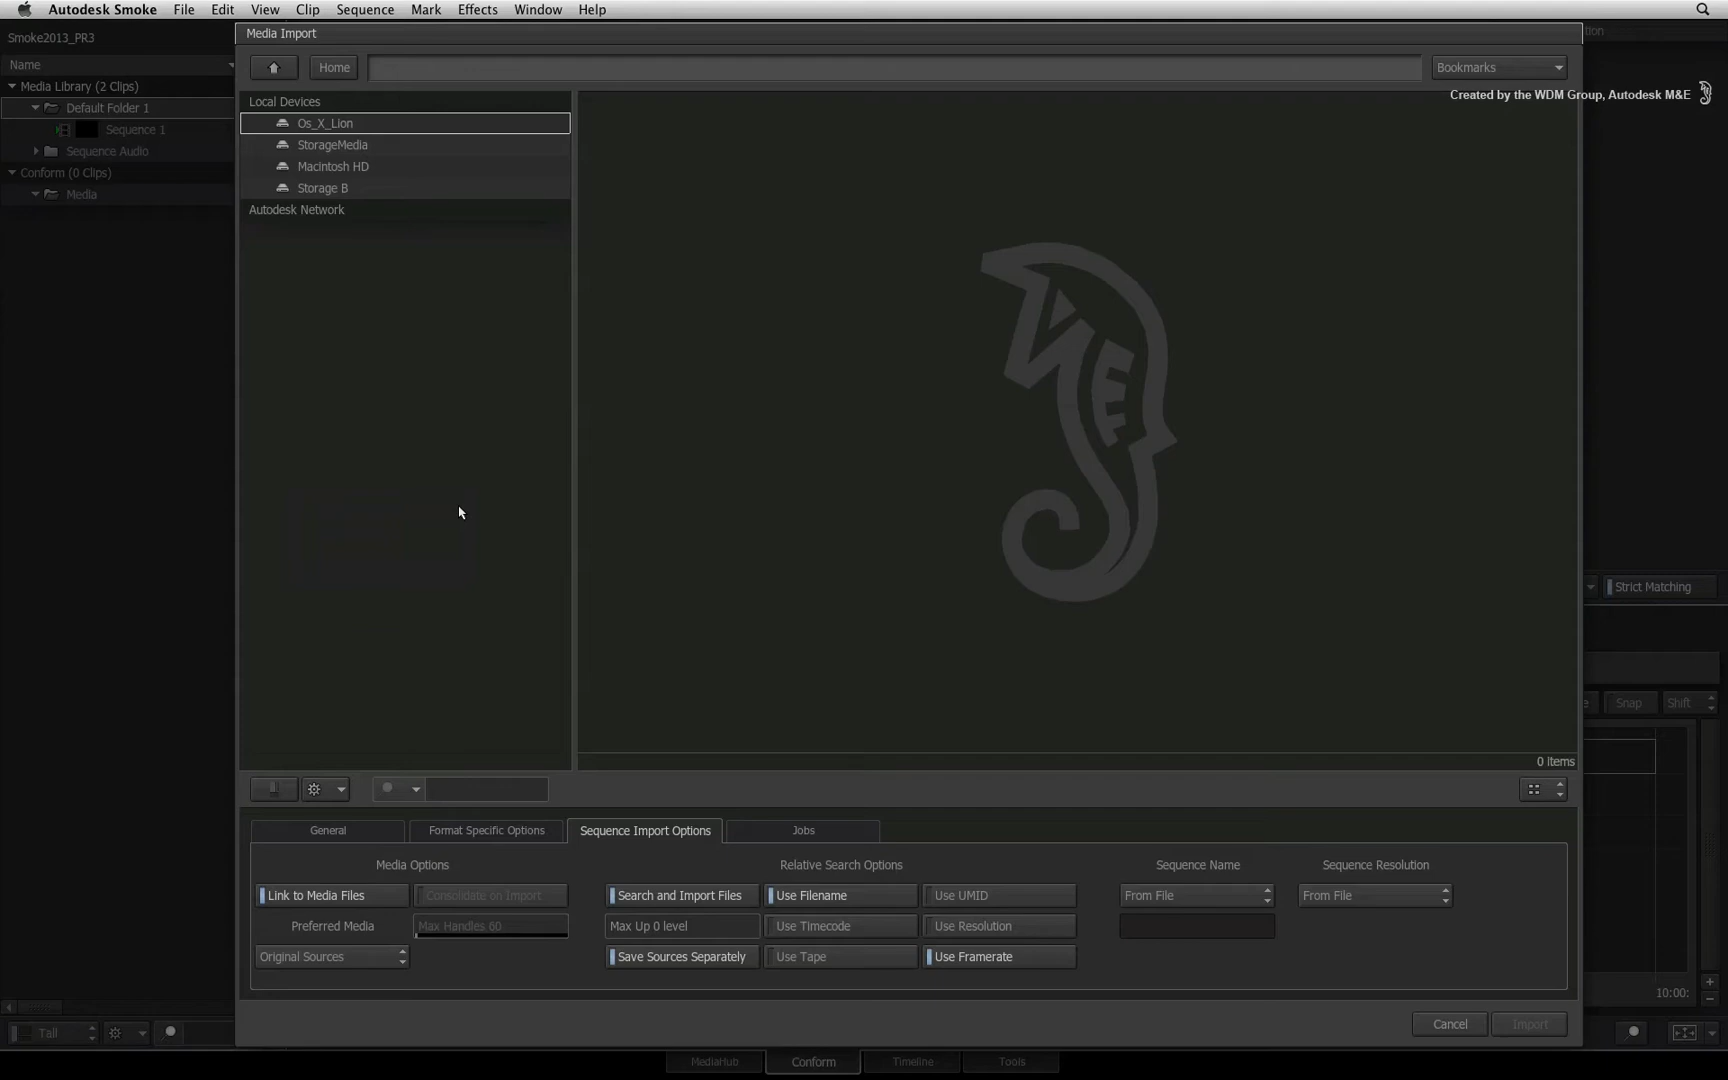 Autodesk Smoke File Edit View Clip Sequence Mark Effects Window Help
Smoke2013_PR3
Media Import
Name
Home
Bookmarks
Media Library (2 Clips)
Created by the WDM Group, Autodesk M&E
Local Devices
Default Folder 1
Os_X_Lion
Sequence 1
StorageMedia
Sequence Audio
Macintosh HD
Conform (0 Clips)
Storage B
Media
Autodesk Network
Strict Matching
Snap
Shift
0 items
General
Format Specific Options
Sequence Import Options
Jobs
Media Options
Relative Search Options
Sequence Name
Sequence Resolution
Link to Media Files
Consolidate on Import
Search and Import Files
Use Filename
Use UMID
From File
From File
Preferred Media
Max Handles 60
Max Up 0 level
Use Timecode
Use Resolution
Original Sources
Save Sources Separately
Use Tape
Use Framerate
10:00:
Tall
Cancel
Import
MediaHub
Conform
Timeline
Tools